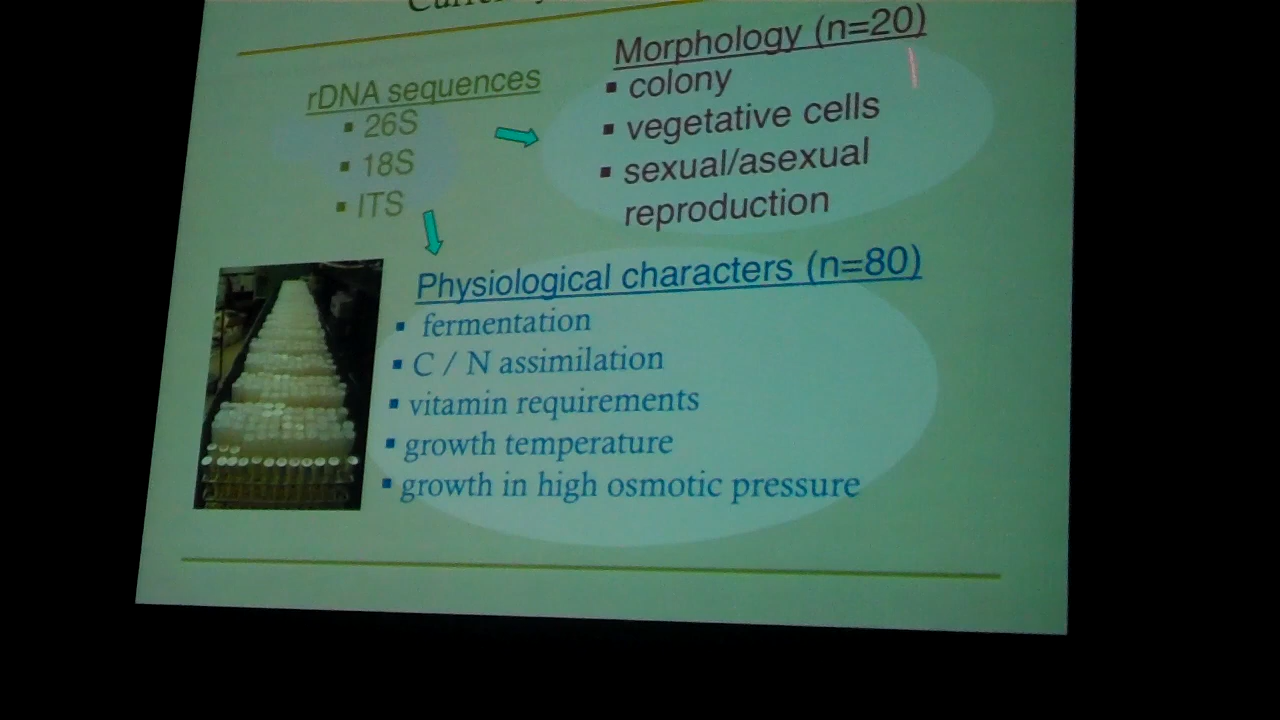 rDNA sequences
▪ 26S
▪ 18S
▪ ITS
Morphology (n=20)
▪ colony
▪ vegetative cells
▪ sexual/asexual
reproduction
Physiological characters (n=80)
▪ fermentation
▪ C / N assimilation
▪ vitamin requirements
▪ growth temperature
▪ growth in high osmotic pressure